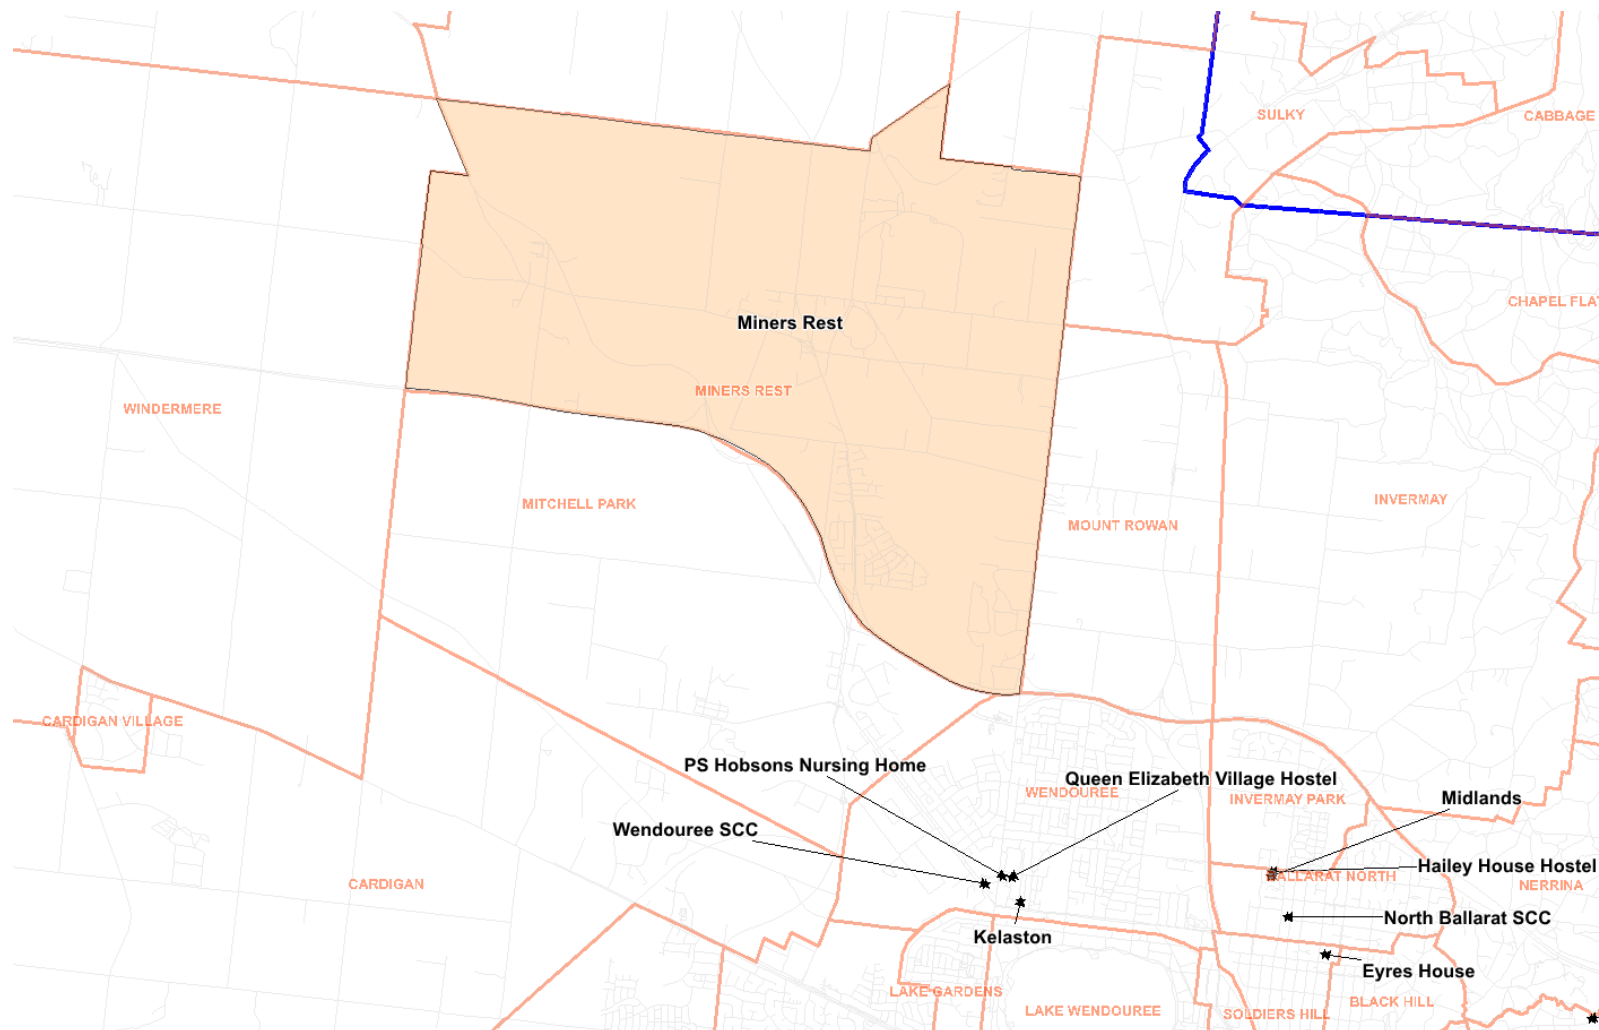 SULKY
CABBAGE
CHAPEL FLA
Miners Rest
MINERS REST
WINDERMERE
MITCHELL PARK
INVERMAY
MOUNT ROWAN
CARDIGAN VILLAGE
PS Hobsons Nursing Home
Queen Elizabeth Village Hostel
WENDOUREE
INVERMAY PARK
Midlands
Wendouree SCC
Hailey House Hostel
BALLARAT NORTH
CARDIGAN
NERRINA
North Ballarat SCC
Kelaston
Eyres House
LAKE GARDENS
BLACK HILL
LAKE WENDOUREE
SOLDIERS HILL